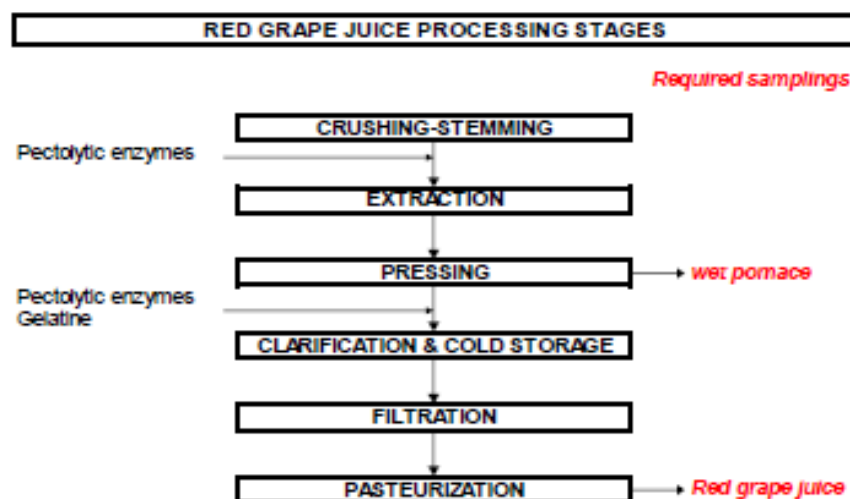 RED GRAPE JUICE PROCESSING STAGES
Required samplings
CRUSHING-STEMMING
Pectolytic enzymes
EXTRACTION
PRESSING
wet pomace
Pectolytic enzymes
Gelatine
CLARIFICATION & COLD STORAGE
FILTRATION
PASTEURIZATION
Red grape juice